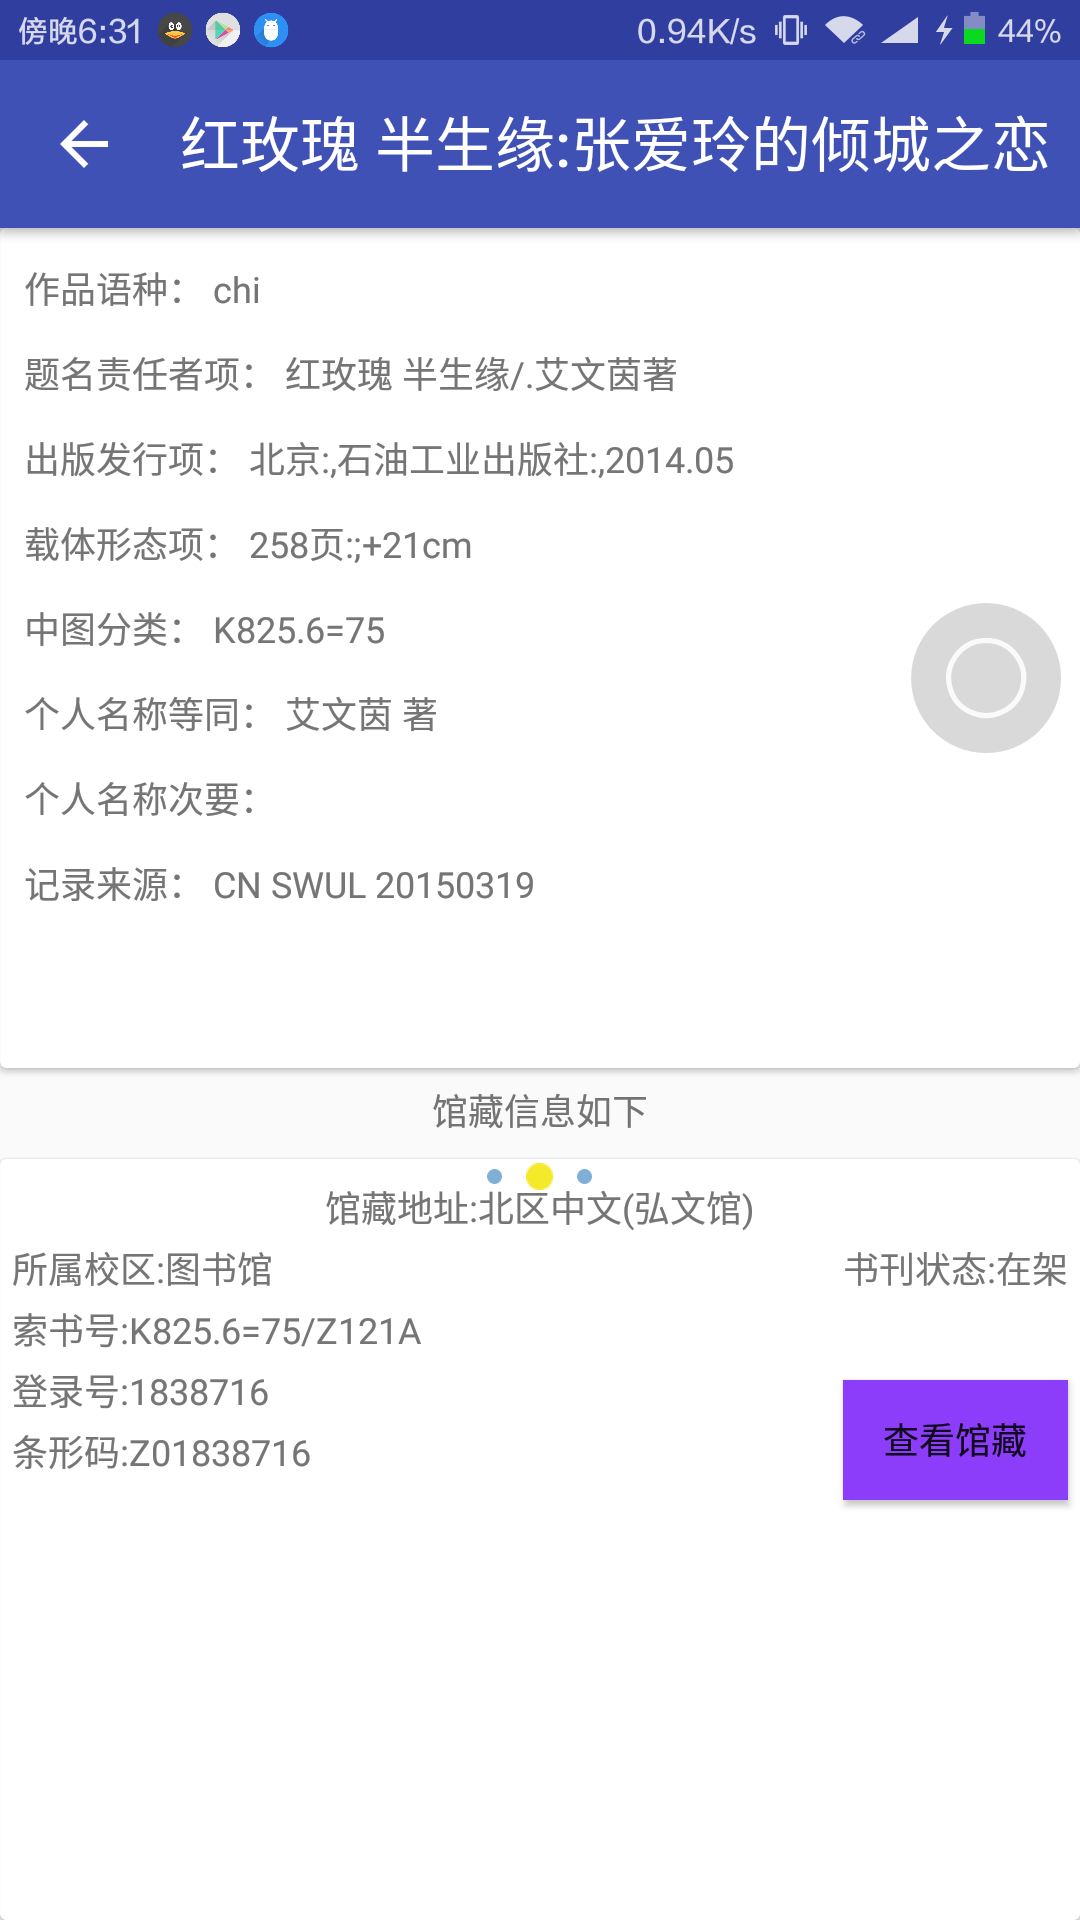 傍晚6:31 0.94K/s 44%
红玫瑰 半生缘:张爱玲的倾城之恋
作品语种： chi
题名责任者项： 红玫瑰 半生缘/.艾文茵著
出版发行项： 北京:,石油工业出版社:,2014.05
载体形态项： 258页:;+21cm
中图分类： K825.6=75
个人名称等同： 艾文茵 著
个人名称次要：
记录来源： CN SWUL 20150319
馆藏信息如下
馆藏地址:北区中文(弘文馆)
所属校区:图书馆 书刊状态:在架
索书号:K825.6=75/Z121A
登录号:1838716
条形码:Z01838716
查看馆藏